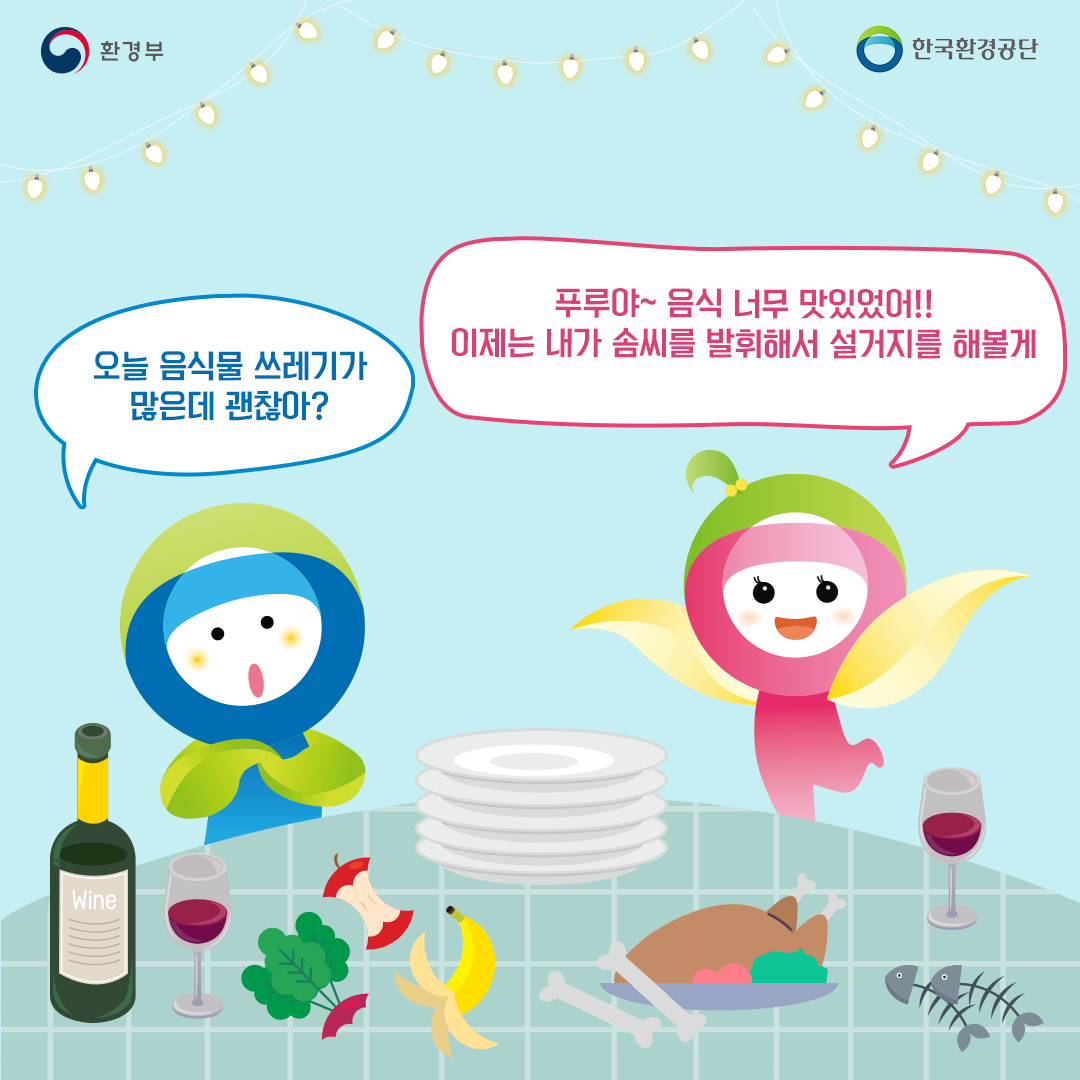 환경부
한국환경공단
푸루야~ 음식 너무 맛있었어!!
이제는 내가 솜씨를 발휘해서 설거지를 해볼게
오늘 음식물 쓰레기가
많은데 괜찮아?
Wine